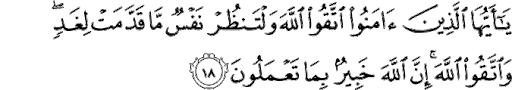 يَـٰٓأَيُّهَا ٱلَّذِينَ ءَامَنُوا۟ ٱتَّقُوا۟ ٱللَّهَ وَلْتَنظُرْ نَفْسٌ مَّا قَدَّمَتْ لِغَدٍ ۖ
وَٱتَّقُوا۟ ٱللَّهَ ۚ إِنَّ ٱللَّهَ خَبِيرٌۢ بِمَا تَعْمَلُونَ ۝١٨